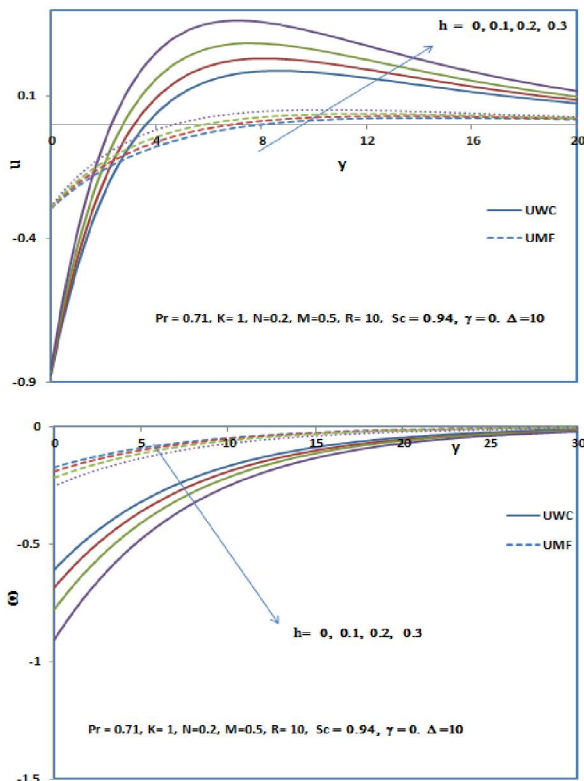 h = 0, 0.1, 0.2, 0.3
0.1
0 4 8 12 16 20
u
y
UWC
-0.4
UMF
Pr = 0.71, K= 1, N=0.2, M=0.5, R= 10, Sc = 0.94, γ=0. Δ=10
-0.9
0
0 5 10 15 20 25 30
y
UWC
UMF
-0.5
ω
h= 0, 0.1, 0.2, 0.3
-1
Pr = 0.71, K= 1, N=0.2, M=0.5, R= 10, Sc = 0.94, γ=0. Δ=10
-1.5